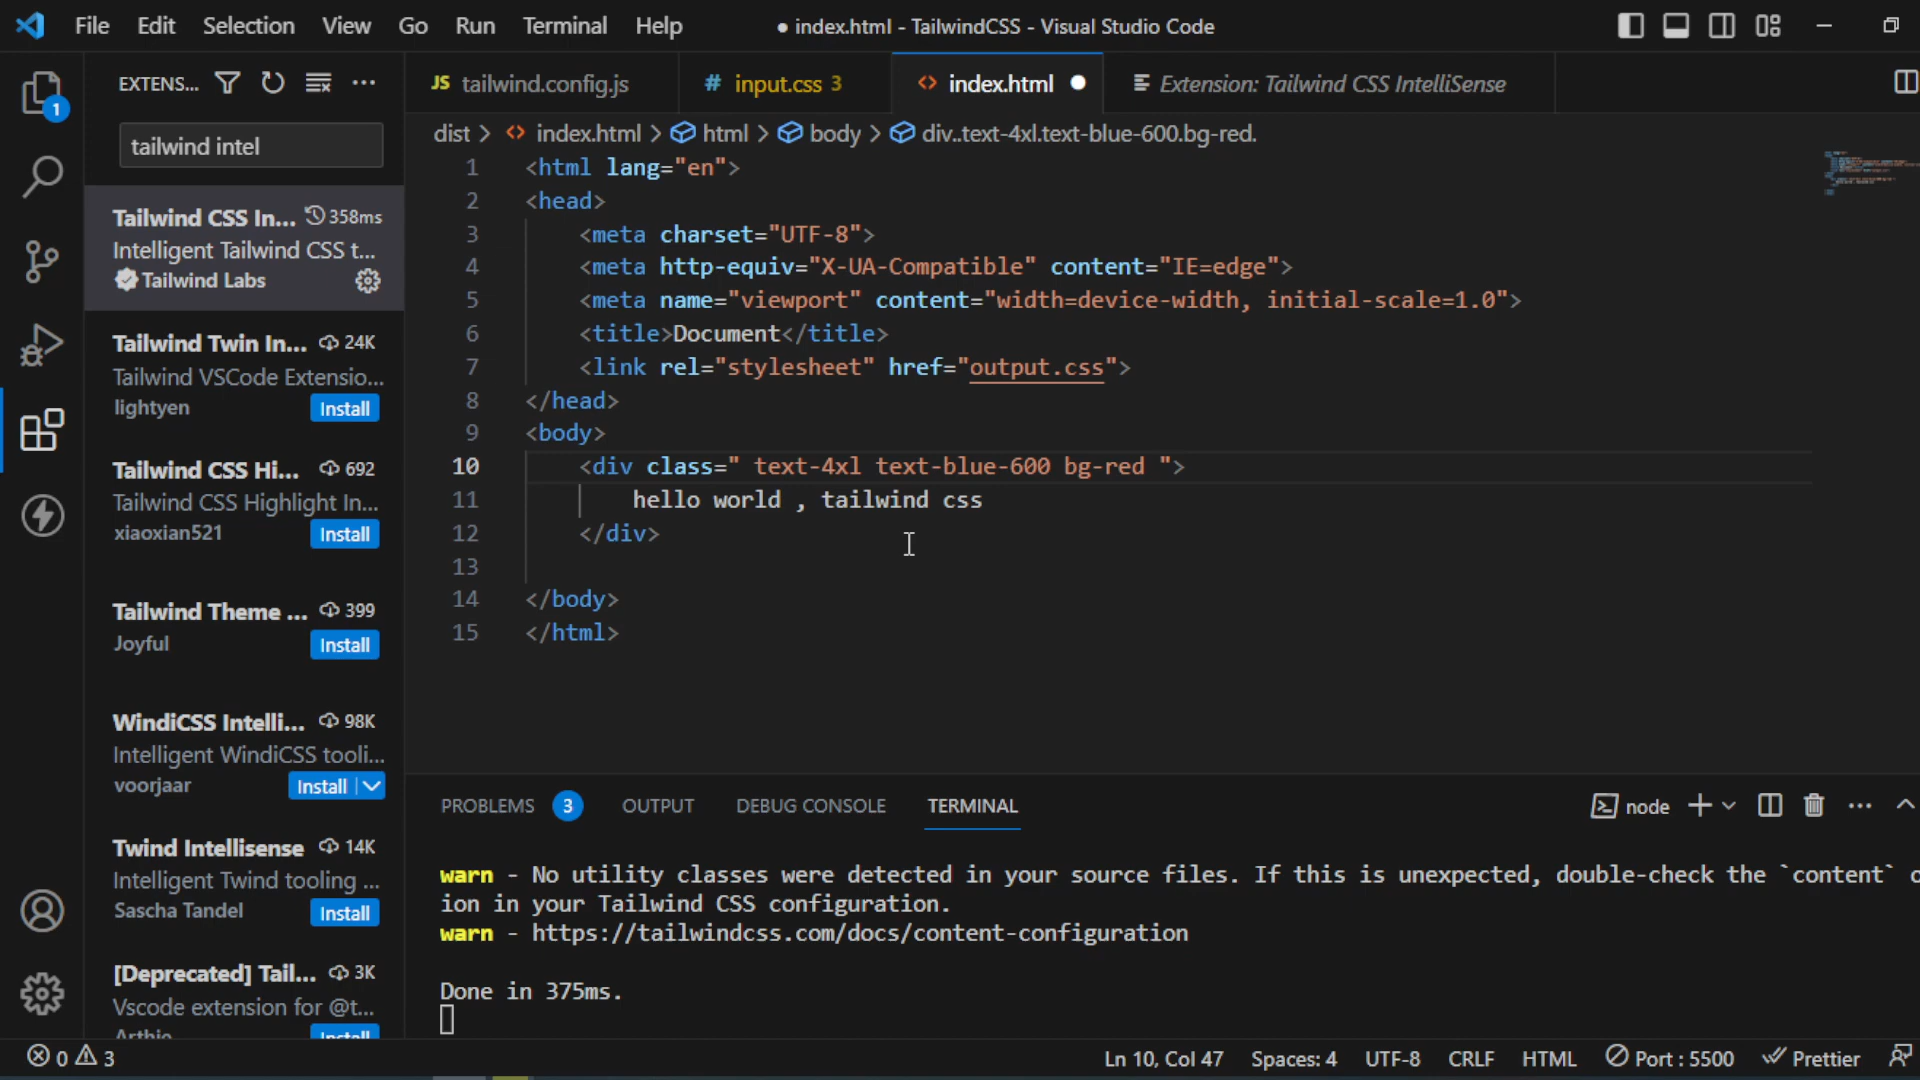 File Edit Selection View Go Run Terminal Help
● index.html - TailwindCSS - Visual Studio Code
EXTENS...
JS tailwind.config.js
# input.css 3
<> index.html
Extension: Tailwind CSS IntelliSense
1
tailwind intel
dist > <> index.html > html > body > div..text-4xl.text-blue-600.bg-red.
Tailwind CSS In... 358ms
Intelligent Tailwind CSS t...
Tailwind Labs
Tailwind Twin In... 24K
Tailwind VSCode Extensio...
lightyen Install
Tailwind CSS Hi... 692
Tailwind CSS Highlight In...
xiaoxian521 Install
Tailwind Theme ... 399
Joyful Install
WindiCSS Intelli... 98K
Intelligent WindiCSS tooli...
voorjaar Install
Twind Intellisense 14K
Intelligent Twind tooling ...
Sascha Tandel Install
[Deprecated] Tail... 3K
Vscode extension for @t...
Arthie Install
1 <html lang="en">
2 <head>
3 <meta charset="UTF-8">
4 <meta http-equiv="X-UA-Compatible" content="IE=edge">
5 <meta name="viewport" content="width=device-width, initial-scale=1.0">
6 <title>Document</title>
7 <link rel="stylesheet" href="output.css">
8 </head>
9 <body>
10 <div class=" text-4xl text-blue-600 bg-red ">
11 hello world , tailwind css
12 </div>
13
14 </body>
15 </html>
PROBLEMS 3 OUTPUT DEBUG CONSOLE TERMINAL
node
warn - No utility classes were detected in your source files. If this is unexpected, double-check the `content` o
ion in your Tailwind CSS configuration.
warn - https://tailwindcss.com/docs/content-configuration
Done in 375ms.
0 3
Ln 10, Col 47 Spaces: 4 UTF-8 CRLF HTML Port : 5500 Prettier